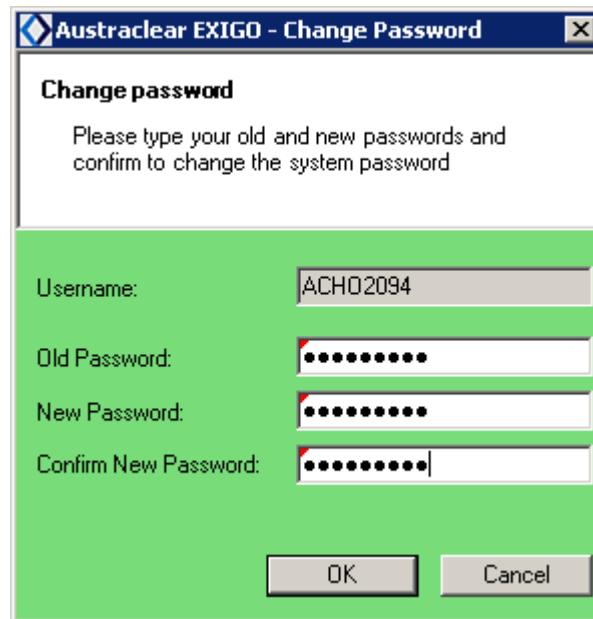 Austraclear EXIGO - Change Password
Change password
Please type your old and new passwords and
confirm to change the system password
Username: ACHO2094
Old Password: ●●●●●●●●●
New Password: ●●●●●●●●●
Confirm New Password: ●●●●●●●●●
OK Cancel